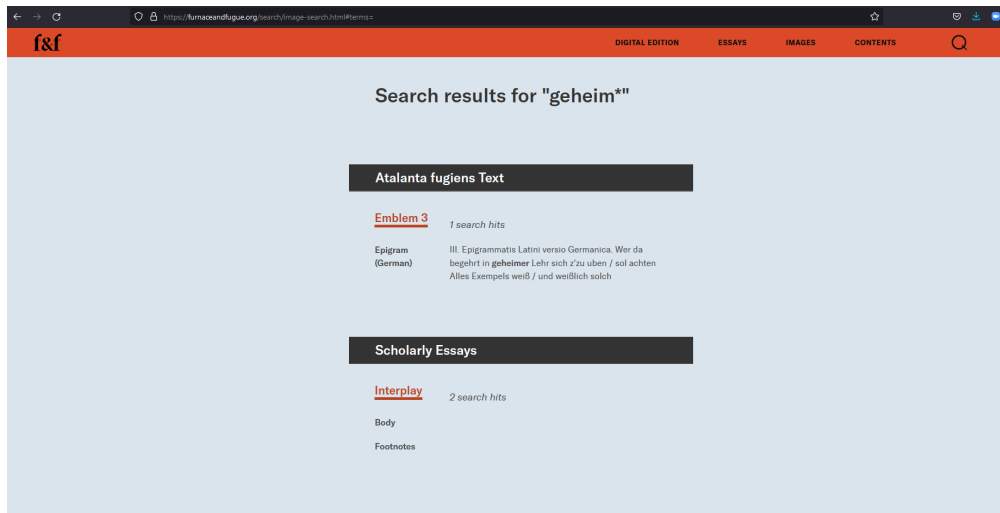 https://furnaceandfugue.org/search/image-search.html#terms=
f&f
DIGITAL EDITION
ESSAYS
IMAGES
CONTENTS
Search results for "geheim*"
Atalanta fugiens Text
Emblem 3
1 search hits
Epigram
(German)
III. Epigrammatis Latini versio Germanica. Wer da
begehrt in geheimer Lehr sich z'zu uben / sol achten
Alles Exempels weiß / und weißlich solch
Scholarly Essays
Interplay
2 search hits
Body
Footnotes